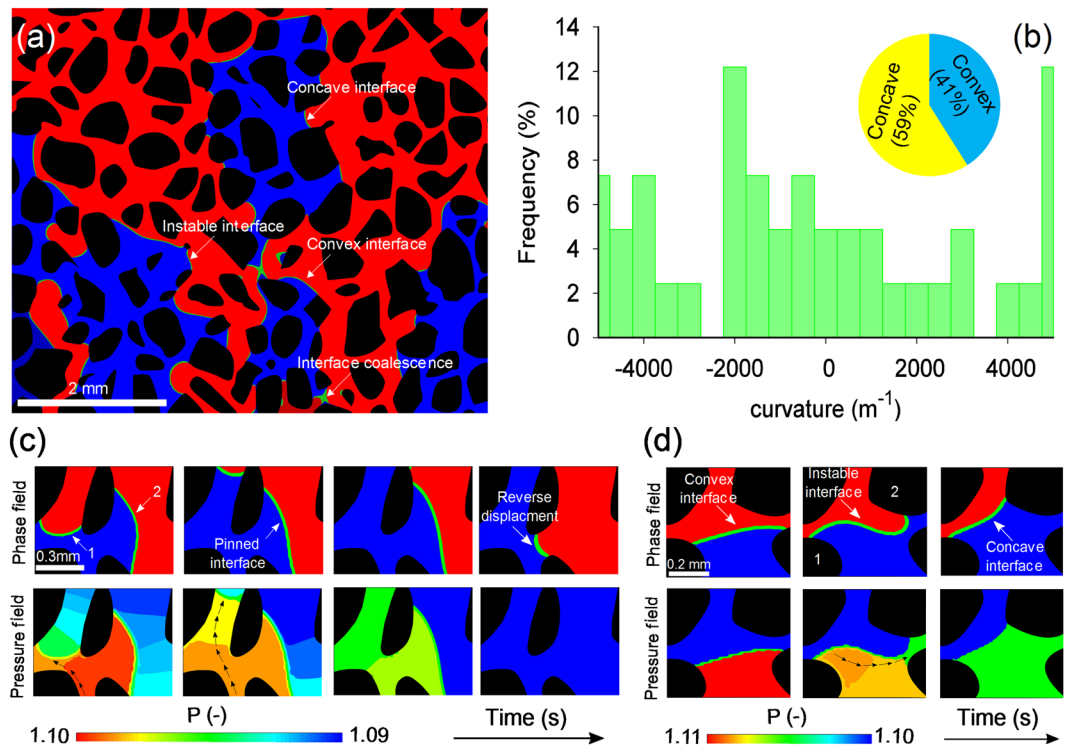 (a)
Concave interface
Instable interface
Convex interface
Interface coalescence
2 mm
(b)
Frequency (%)
14
12
10
8
6
4
2
0
-4000
-2000
0
2000
4000
curvature (m-1)
Concave
(59%)
Convex
(41%)
(c)
Phase field
2
1
0.3mm
Pinned
interface
Reverse
displacment
Pressure field
P (-)
1.10
1.09
Time (s)
(d)
Phase field
Convex
interface
0.2 mm
Instable
interface
2
1
Concave
interface
Pressure field
P (-)
1.11
1.10
Time (s)